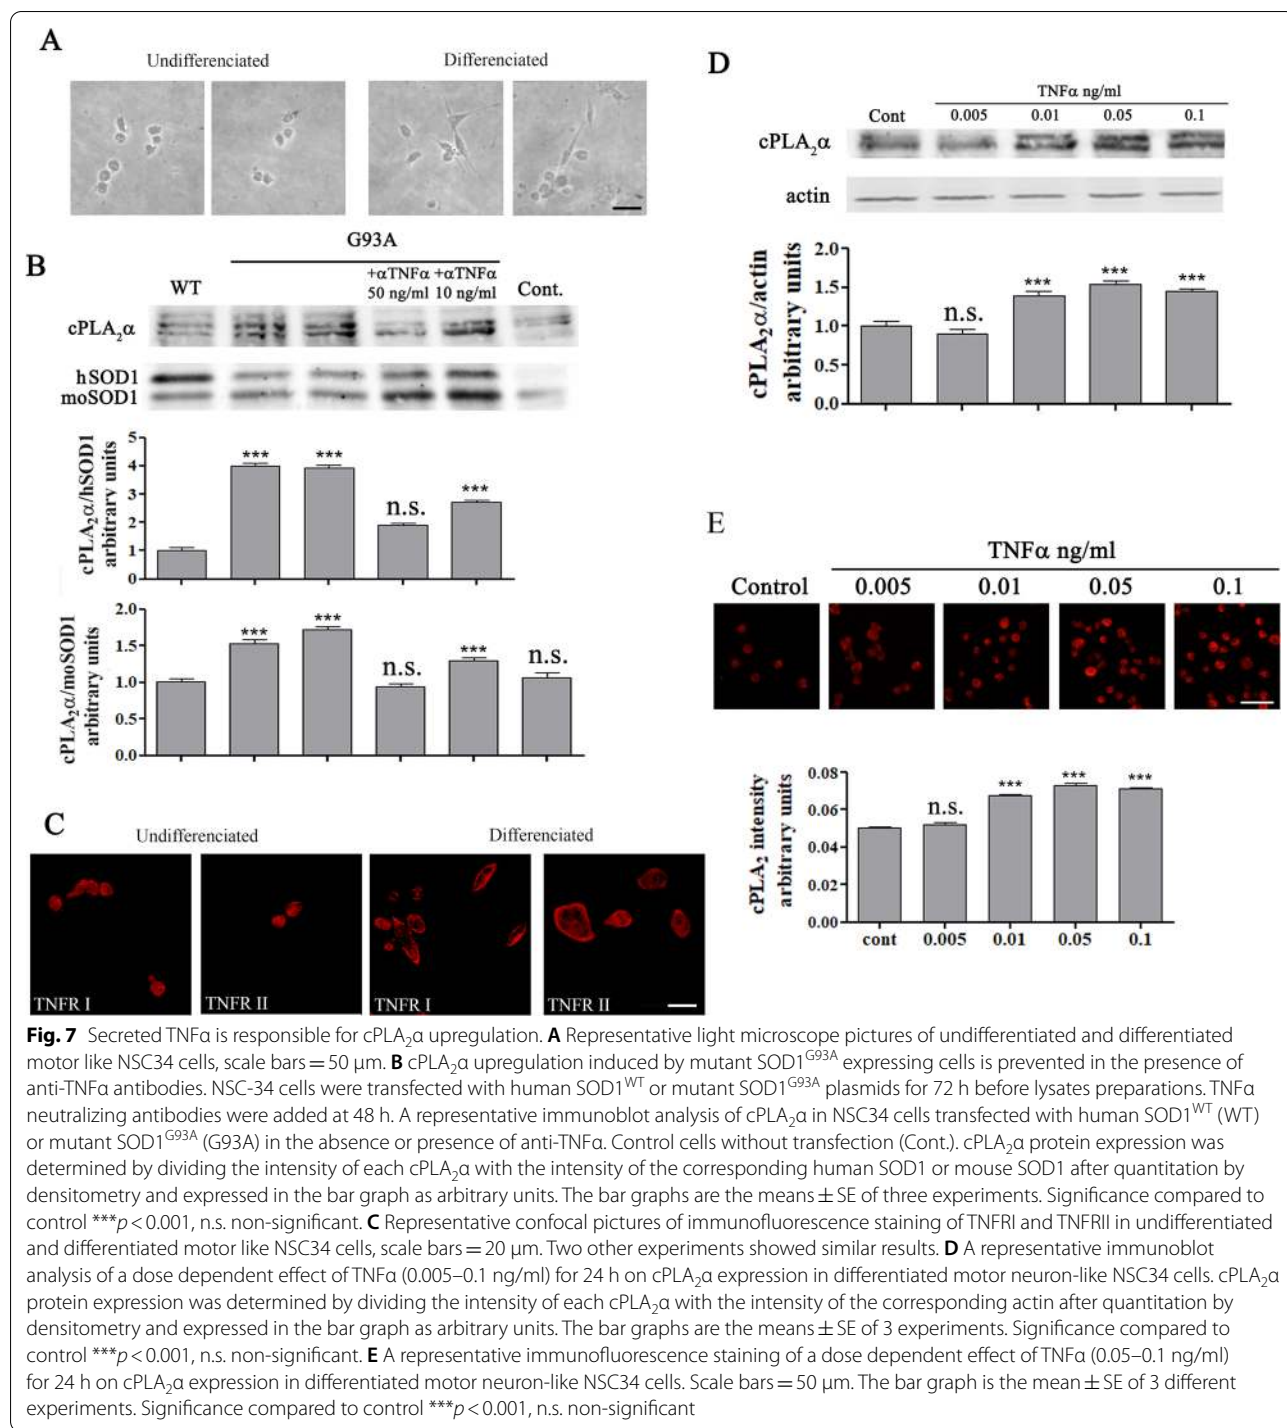 A
Undifferenciated
Differenciated
B
G93A
WT
+αTNFα +αTNFα
50 ng/ml 10 ng/ml
Cont.
cPLA₂α
hSOD1
moSOD1
cPLA₂α/hSOD1
arbitrary units
5
4
3
2
1
0
***
***
n.s.
***
cPLA₂α/moSOD1
arbitrary units
2.0
1.5
1.0
0.5
0.0
***
***
n.s.
***
n.s.
C
Undifferenciated
Differenciated
TNFR I
TNFR II
TNFR I
TNFR II
D
TNFα ng/ml
Cont 0.005 0.01 0.05 0.1
cPLA₂α
actin
cPLA₂α/actin
arbitrary units
2.0
1.5
1.0
0.5
0.0
n.s.
***
***
***
E
TNFα ng/ml
Control 0.005 0.01 0.05 0.1
cPLA₂ intensity
arbitrary units
0.08
0.06
0.04
0.02
0.00
n.s.
***
***
***
cont 0.005 0.01 0.05 0.1
Fig. 7 Secreted TNFα is responsible for cPLA₂α upregulation. A Representative light microscope pictures of undifferentiated and differentiated
motor like NSC34 cells, scale bars = 50 µm. B cPLA₂α upregulation induced by mutant SOD1ᴳ⁹³ᴬ expressing cells is prevented in the presence of
anti-TNFα antibodies. NSC-34 cells were transfected with human SOD1ᵂᵀ or mutant SOD1ᴳ⁹³ᴬ plasmids for 72 h before lysates preparations. TNFα
neutralizing antibodies were added at 48 h. A representative immunoblot analysis of cPLA₂α in NSC34 cells transfected with human SOD1ᵂᵀ (WT)
or mutant SOD1ᴳ⁹³ᴬ (G93A) in the absence or presence of anti-TNFα. Control cells without transfection (Cont.). cPLA₂α protein expression was
determined by dividing the intensity of each cPLA₂α with the intensity of the corresponding human SOD1 or mouse SOD1 after quantitation by
densitometry and expressed in the bar graph as arbitrary units. The bar graphs are the means ± SE of three experiments. Significance compared to
control ***p < 0.001, n.s. non-significant. C Representative confocal pictures of immunofluorescence staining of TNFRI and TNFRII in undifferentiated
and differentiated motor like NSC34 cells, scale bars = 20 µm. Two other experiments showed similar results. D A representative immunoblot
analysis of a dose dependent effect of TNFα (0.005–0.1 ng/ml) for 24 h on cPLA₂α expression in differentiated motor neuron-like NSC34 cells. cPLA₂α
protein expression was determined by dividing the intensity of each cPLA₂α with the intensity of the corresponding actin after quantitation by
densitometry and expressed in the bar graph as arbitrary units. The bar graphs are the means ± SE of 3 experiments. Significance compared to
control ***p < 0.001, n.s. non-significant. E A representative immunofluorescence staining of a dose dependent effect of TNFα (0.05–0.1 ng/ml)
for 24 h on cPLA₂α expression in differentiated motor neuron-like NSC34 cells. Scale bars = 50 µm. The bar graph is the mean ± SE of 3 different
experiments. Significance compared to control ***p < 0.001, n.s. non-significant